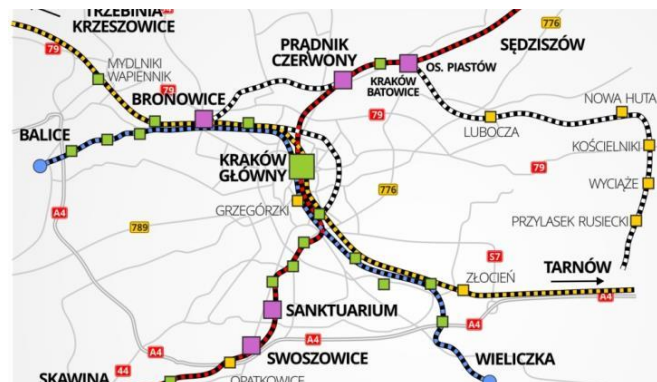 TRZEBINIA
KRZESZOWICE
776
79
PRĄDNIK
CZERWONY
SĘDZISZÓW
MYDLNIKI
WAPIENNIK
OS. PIASTÓW
KRAKÓW
BATOWICE
79
BRONOWICE
NOWA HUTA
79
LUBOCZA
BALICE
KOŚCIELNIKI
KRAKÓW
GŁÓWNY
79
WYCIĄŻE
776
A4
GRZEGÓRZKI
789
PRZYLASEK RUSIECKI
S7
TARNÓW
ZŁOCIEŃ
A4
SANKTUARIUM
A4
A4
A4
SWOSZOWICE
WIELICZKA
44
SKAWINA
OPATKOWICE